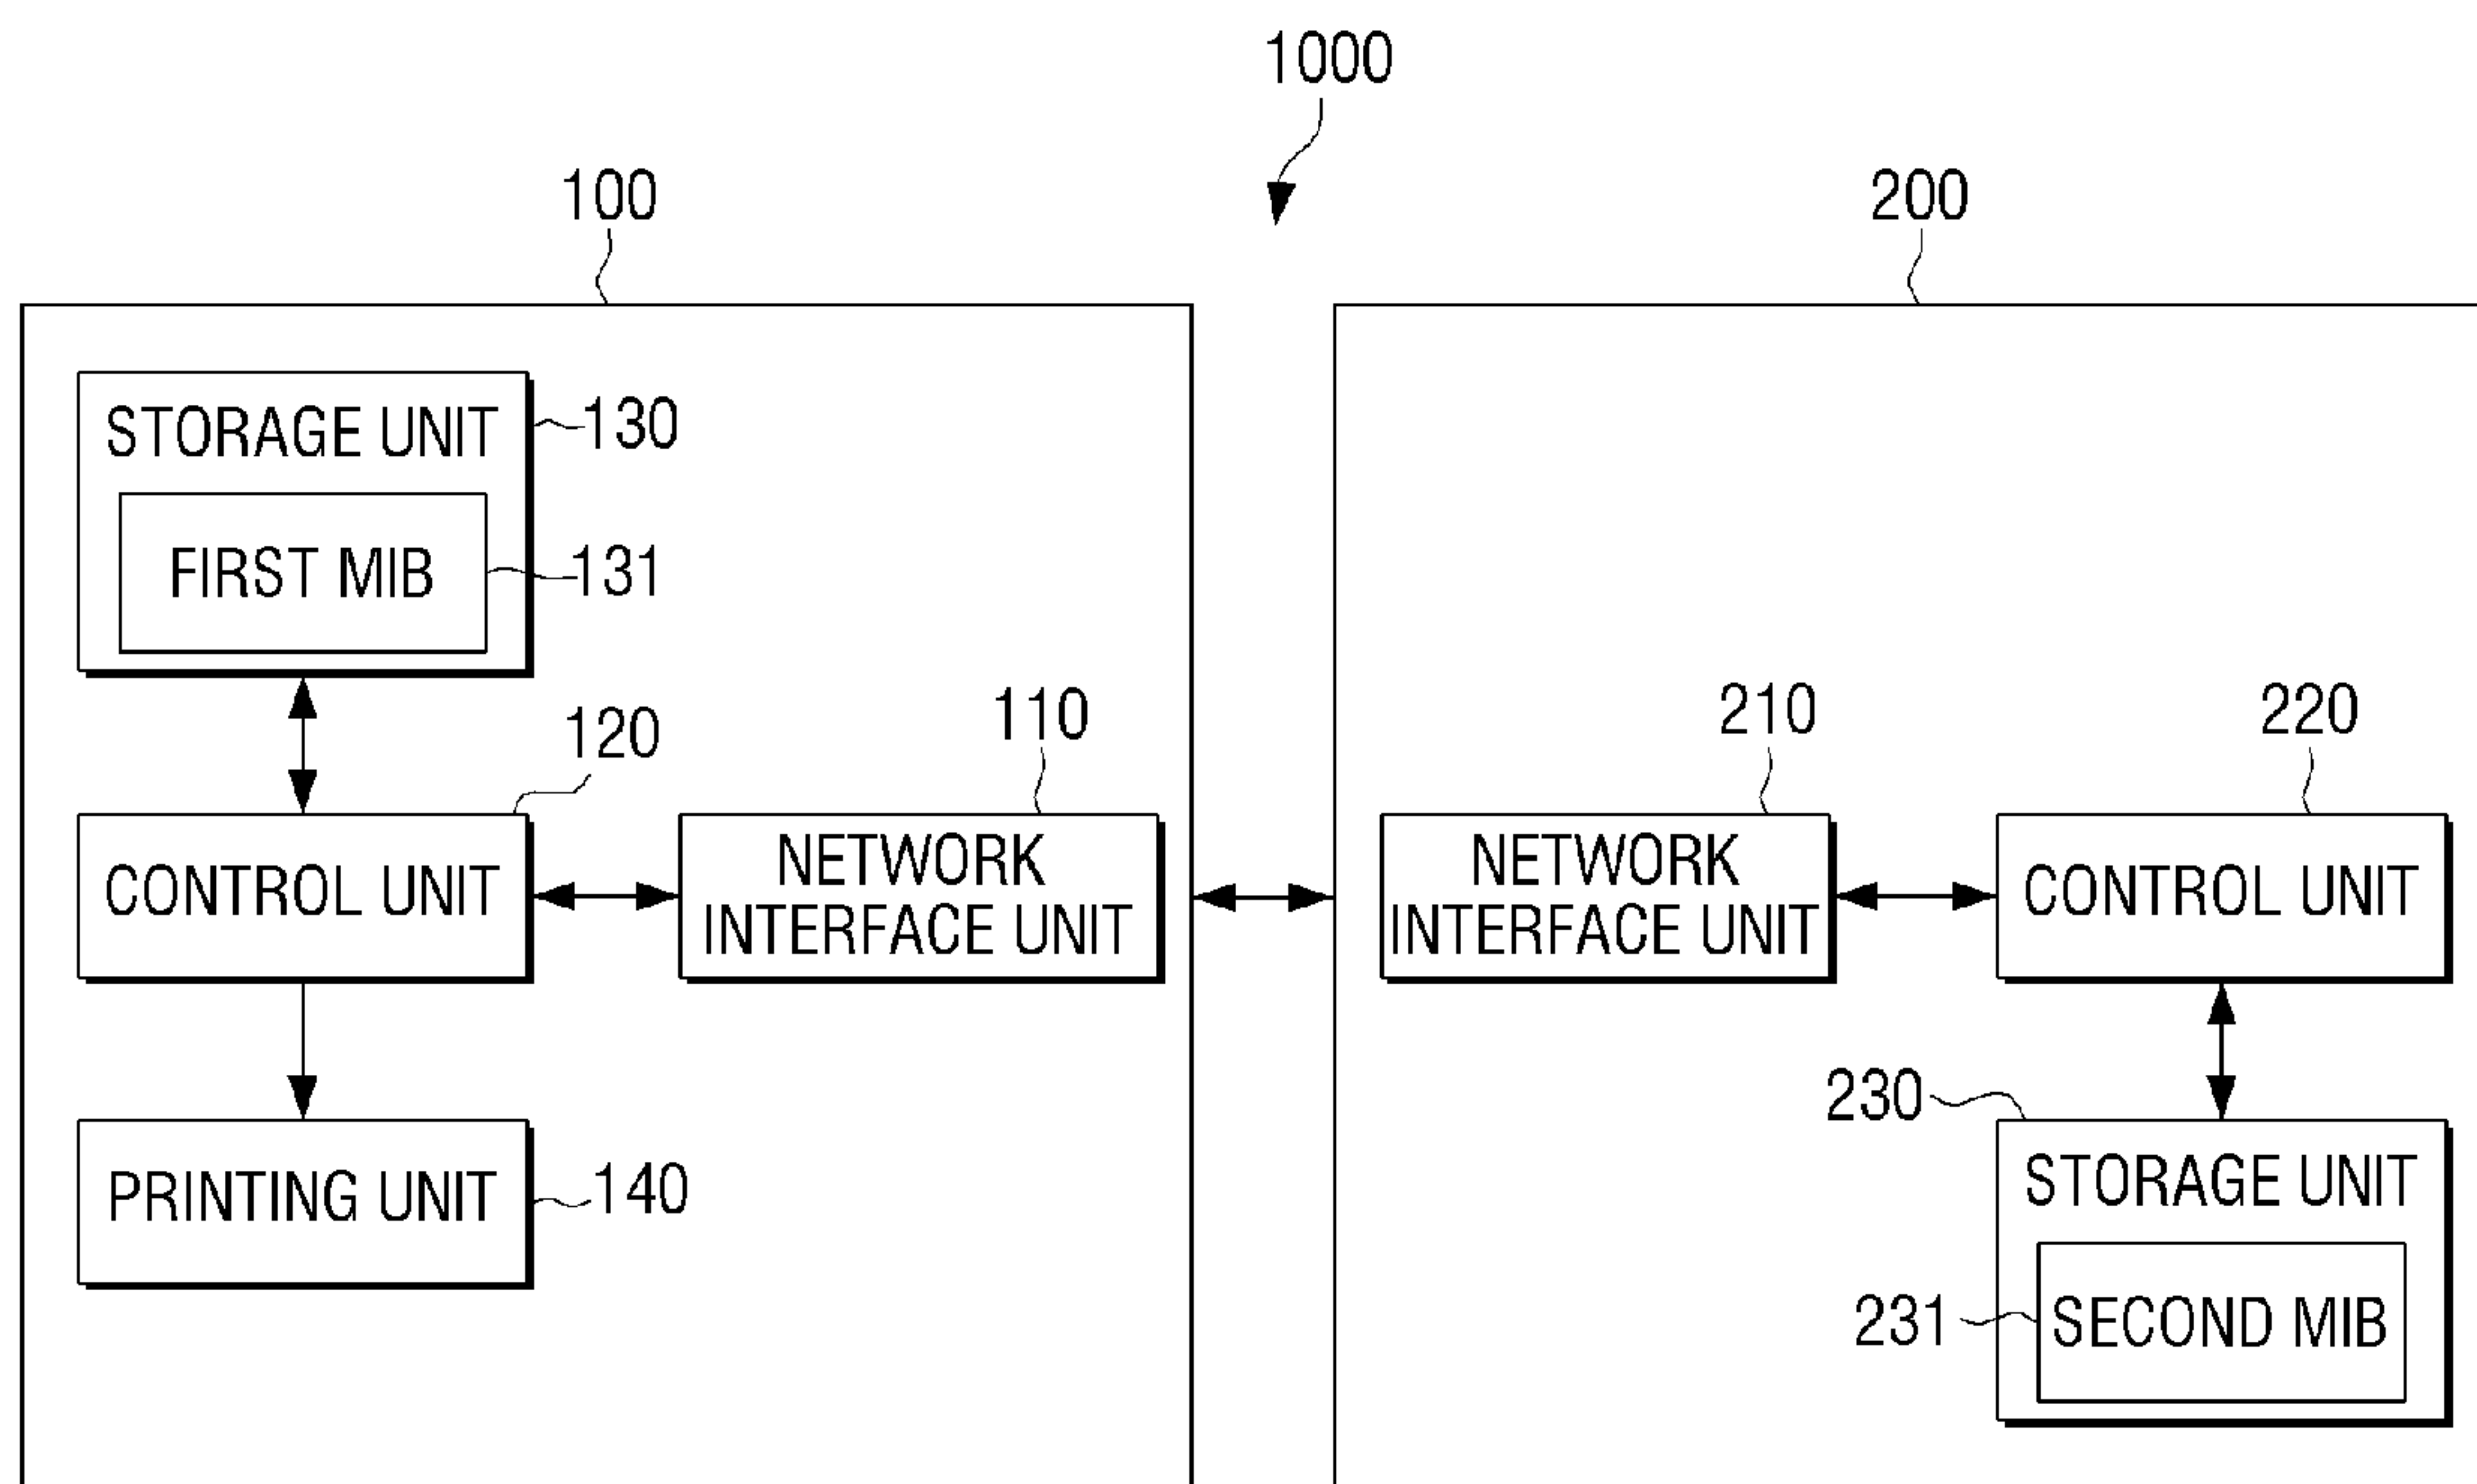 1000
100
200
STORAGE UNIT
130
FIRST MIB
131
120
110
210
220
CONTROL UNIT
NETWORK
INTERFACE UNIT
NETWORK
INTERFACE UNIT
CONTROL UNIT
230
PRINTING UNIT
140
STORAGE UNIT
231
SECOND MIB